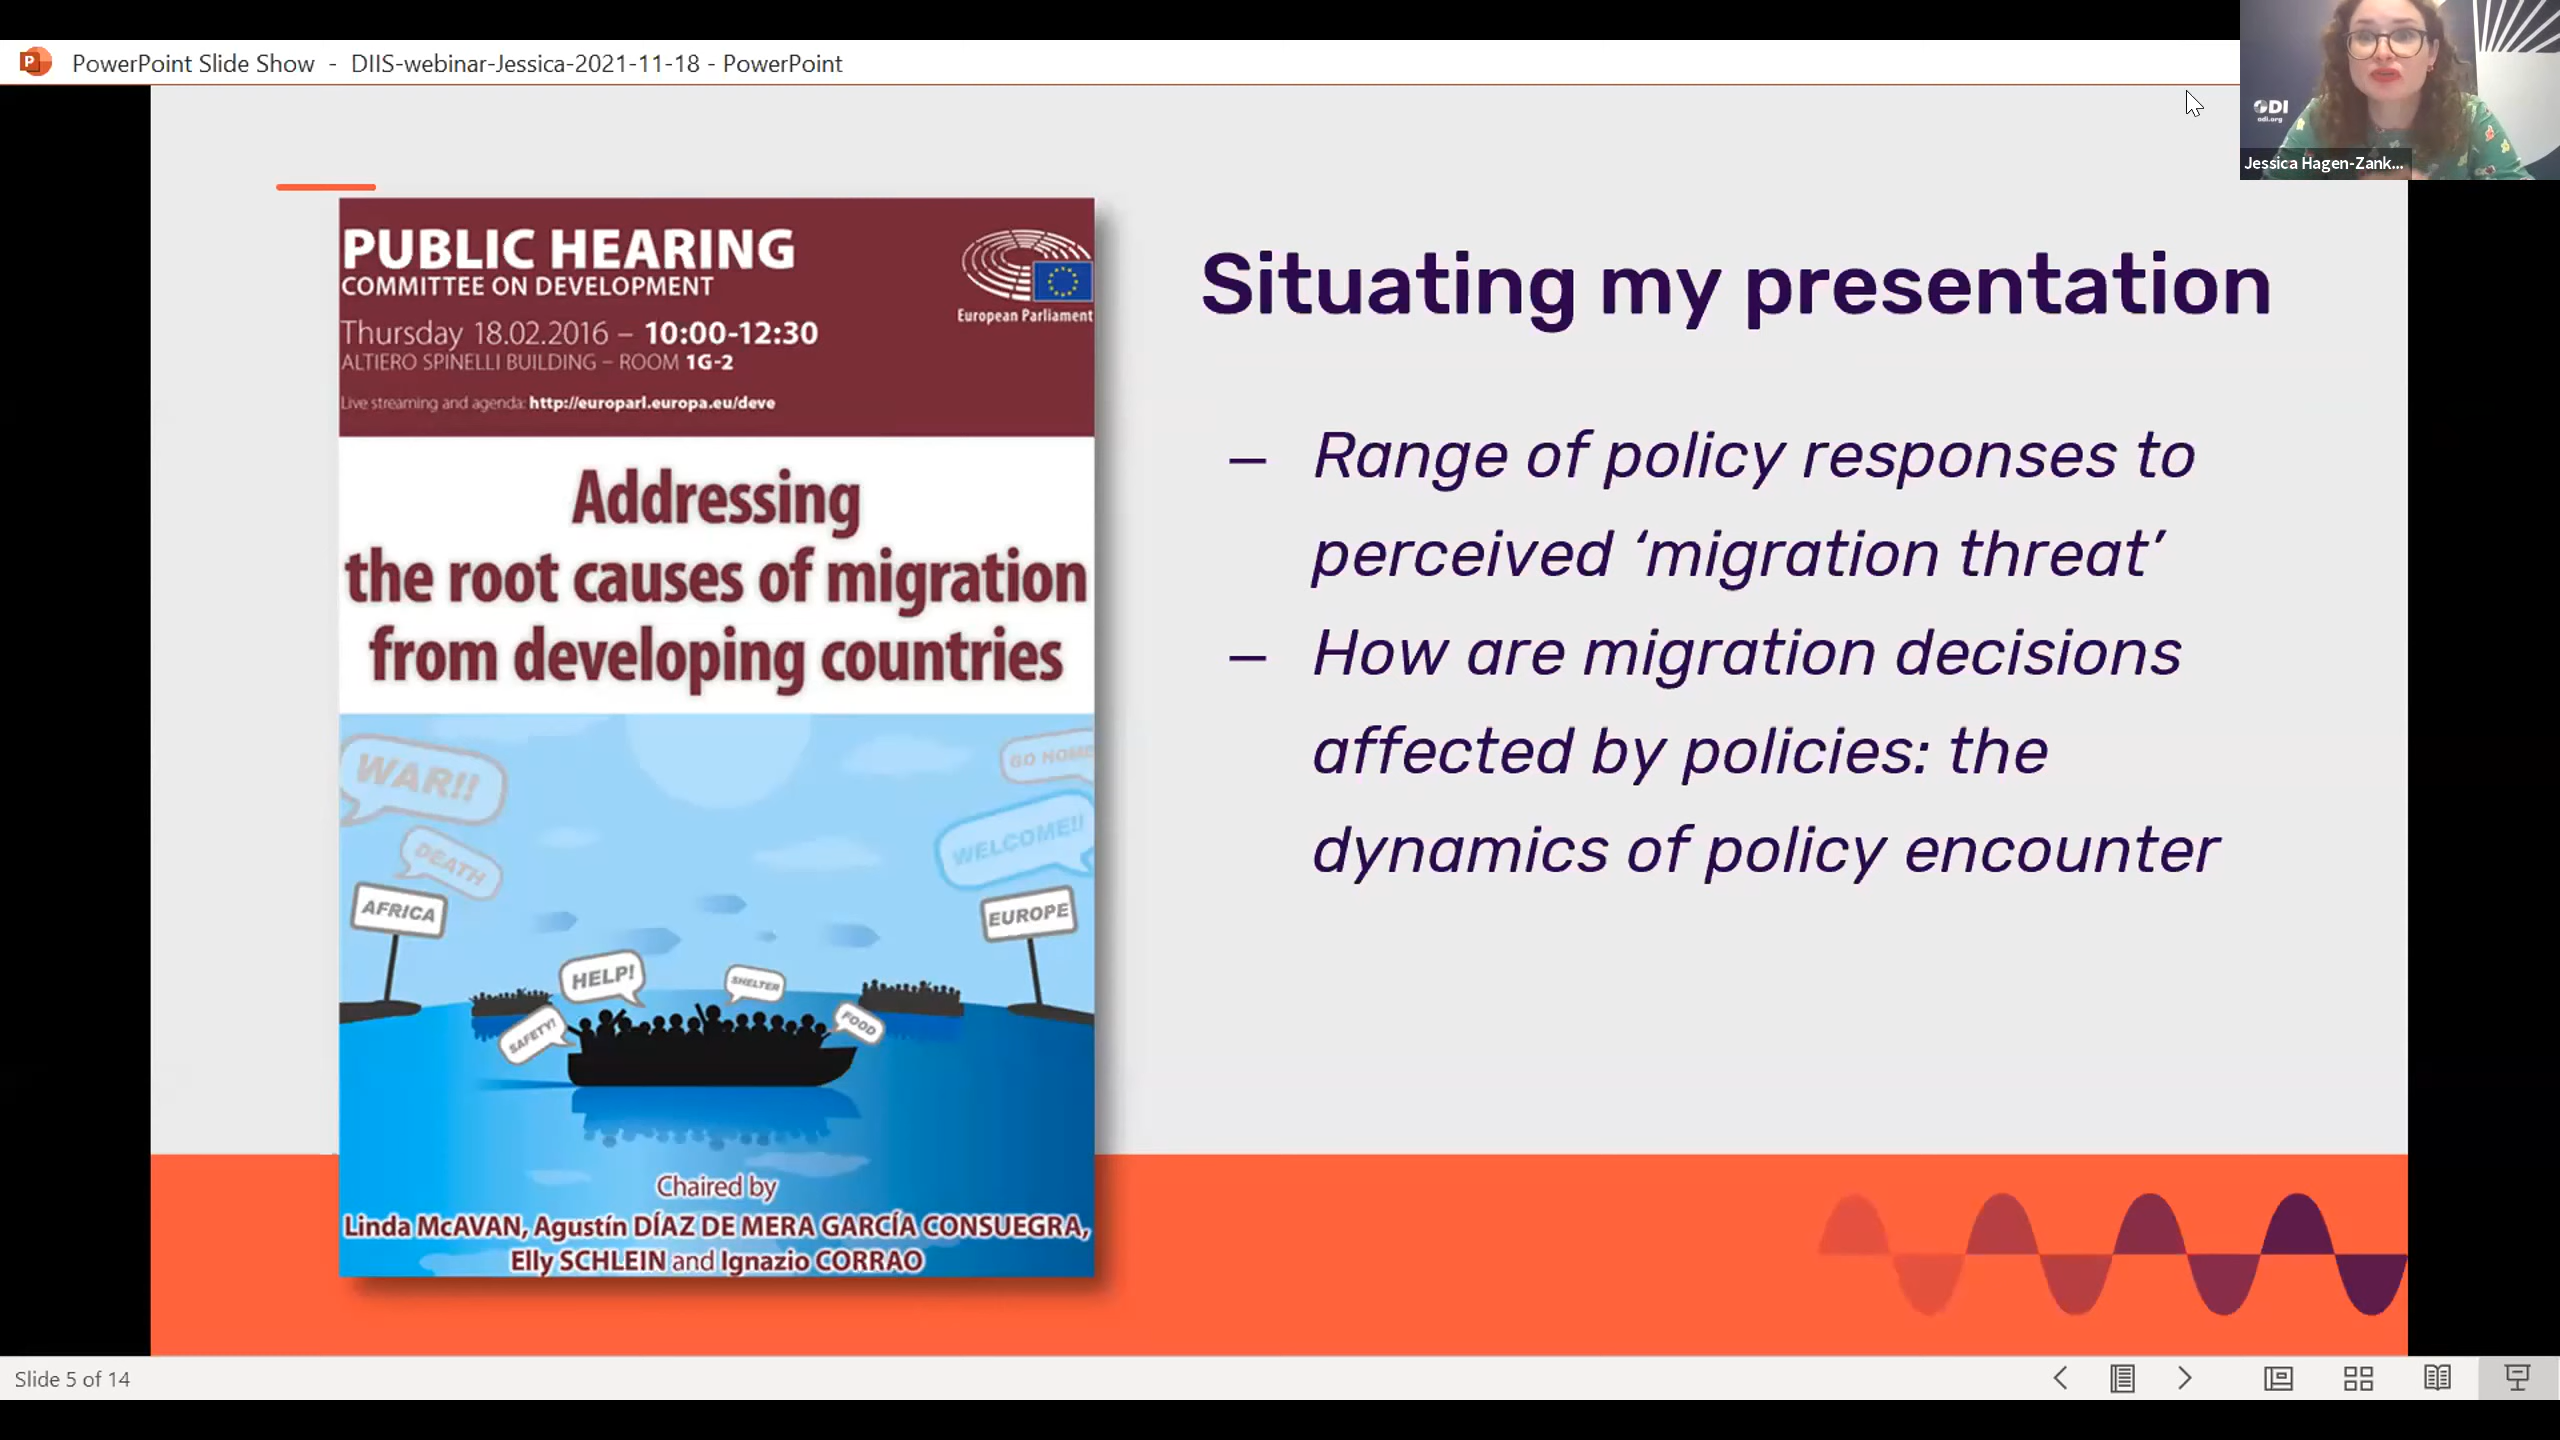 PowerPoint Slide Show - DIIS-webinar-Jessica-2021-11-18 - PowerPoint
ODI
odi.org
Jessica Hagen-Zank...
PUBLIC HEARING
COMMITTEE ON DEVELOPMENT
Thursday 18.02.2016 – 10:00-12:30
ALTIERO SPINELLI BUILDING – ROOM 1G-2
Live streaming and agenda: http://europarl.europa.eu/deve
European Parliament
Addressing
the root causes of migration
from developing countries
WAR!!
DEATH
AFRICA
GO HOME
WELCOME!!
EUROPE
HELP!
SHELTER
SAFETY!
FOOD
Chaired by
Linda McAVAN, Agustín DÍAZ DE MERA GARCÍA CONSUEGRA,
Elly SCHLEIN and Ignazio CORRAO
Situating my presentation
– Range of policy responses to
perceived ‘migration threat’
– How are migration decisions
affected by policies: the
dynamics of policy encounter
Slide 5 of 14